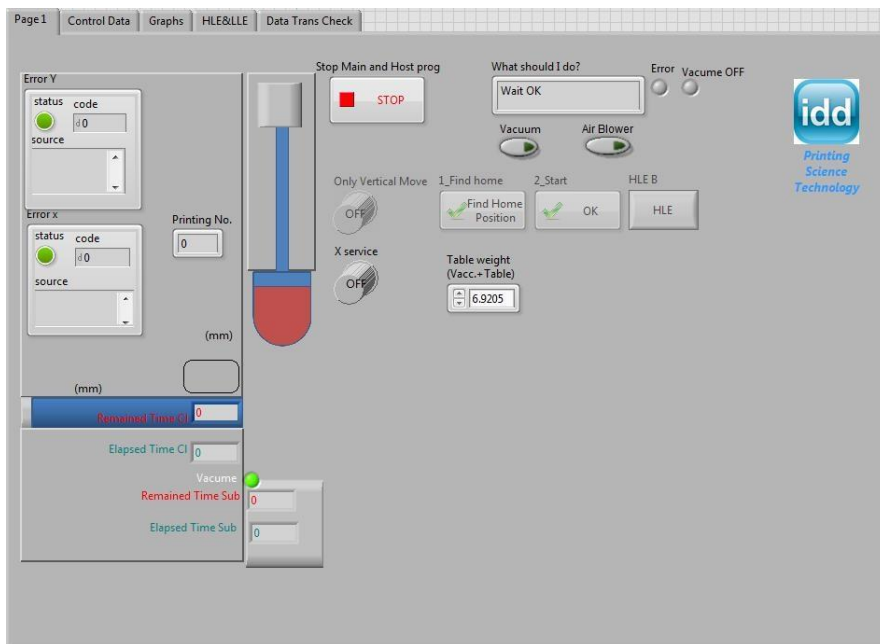 Page 1
Control Data
Graphs
HLE&LLE
Data Trans Check
Error Y
status code
d 0
source
Error x
status code
d 0
source
Printing No.
0
(mm)
(mm)
Remained Time Cl 0
Elapsed Time Cl 0
Vacume
Remained Time Sub 0
Elapsed Time Sub 0
Stop Main and Host prog
STOP
What should I do?
Wait OK
Error
Vacume OFF
Vacuum
Air Blower
Only Vertical Move
OFF
1_Find home
Find Home
Position
2_Start
OK
HLE B
HLE
X service
OFF
Table weight
(Vacc.+Table)
6.9205
idd
Printing
Science
Technology